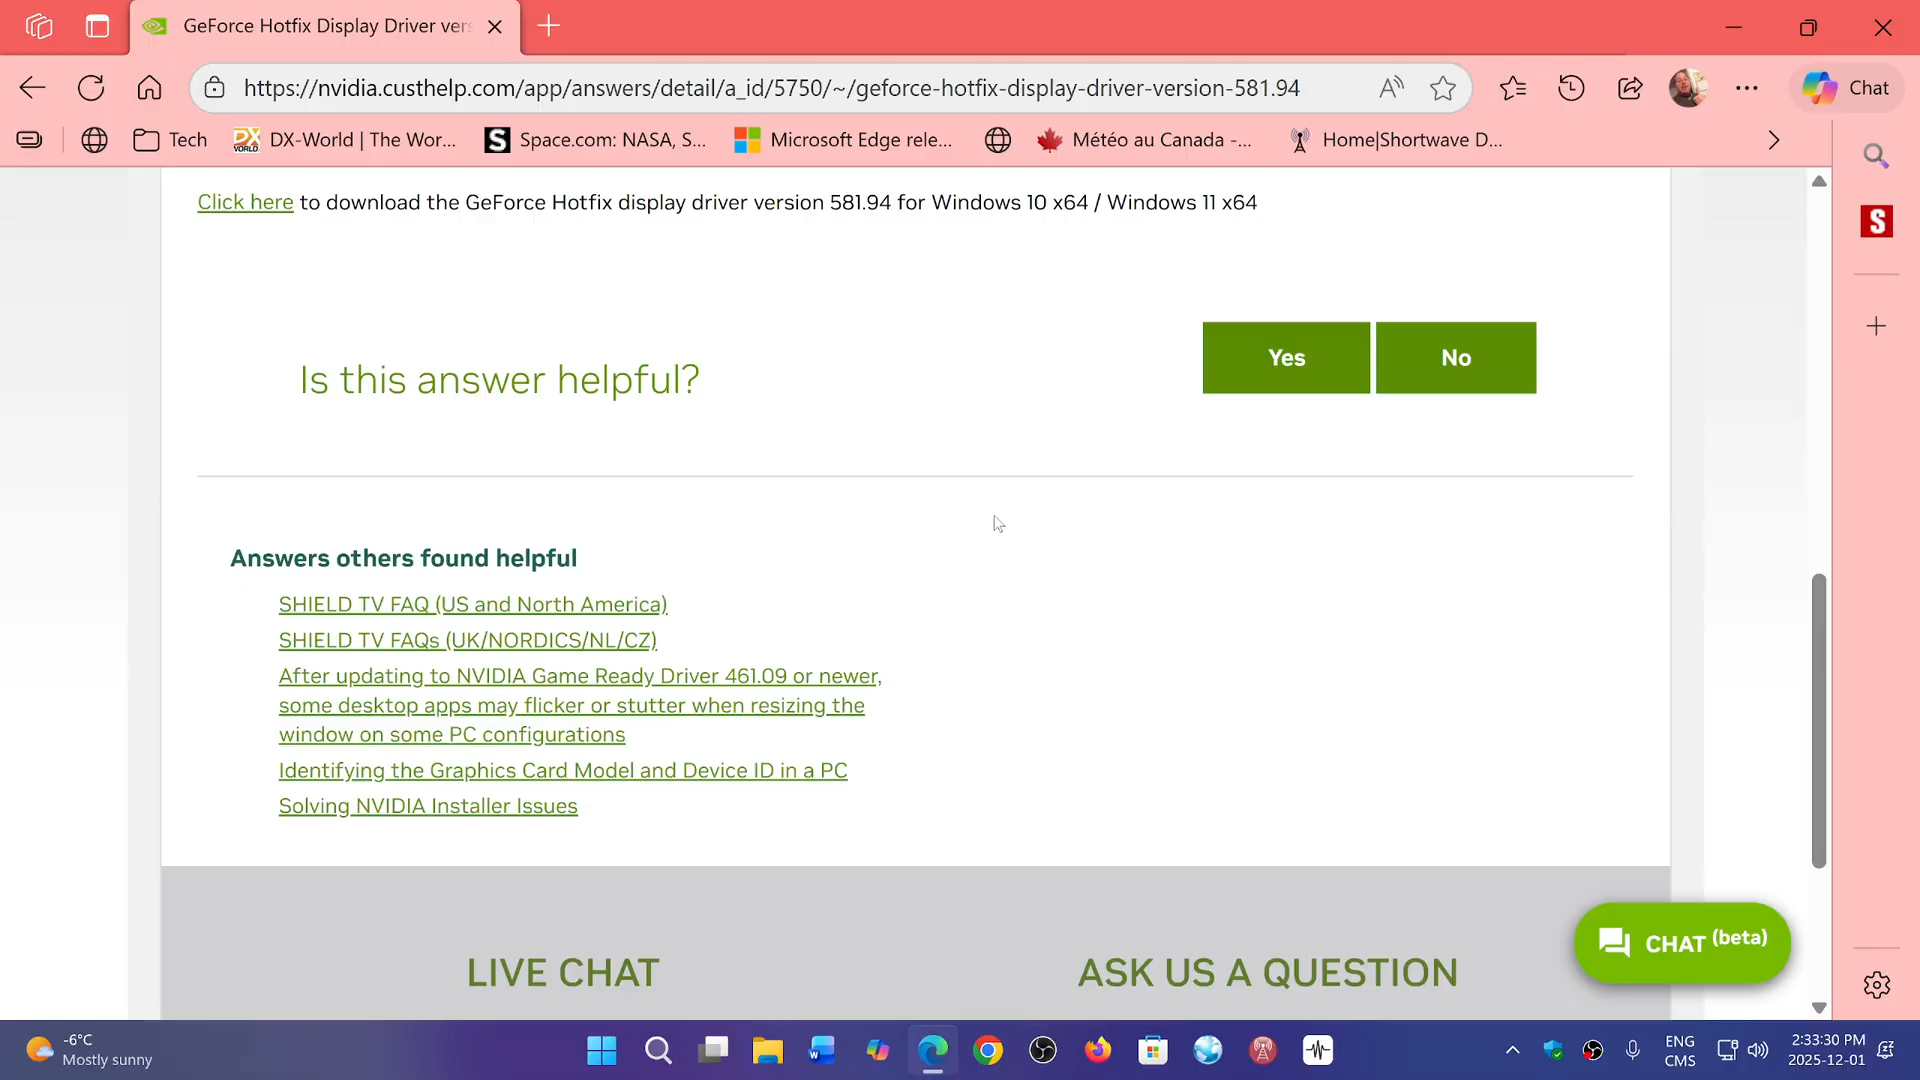 GeForce Hotfix Display Driver ver
https://nvidia.custhelp.com/app/answers/detail/a_id/5750/~/geforce-hotfix-display-driver-version-581.94
Chat
Tech
DX-World | The Wor...
Space.com: NASA, S...
Microsoft Edge rele...
Météo au Canada -...
Home|Shortwave D...
Click here to download the GeForce Hotfix display driver version 581.94 for Windows 10 x64 / Windows 11 x64
Is this answer helpful?
Yes
No
Answers others found helpful
SHIELD TV FAQ (US and North America)
SHIELD TV FAQs (UK/NORDICS/NL/CZ)
After updating to NVIDIA Game Ready Driver 461.09 or newer,
some desktop apps may flicker or stutter when resizing the
window on some PC configurations
Identifying the Graphics Card Model and Device ID in a PC
Solving NVIDIA Installer Issues
LIVE CHAT
ASK US A QUESTION
CHAT (beta)
-6°C
Mostly sunny
ENG
CMS
2:33:30 PM
2025-12-01